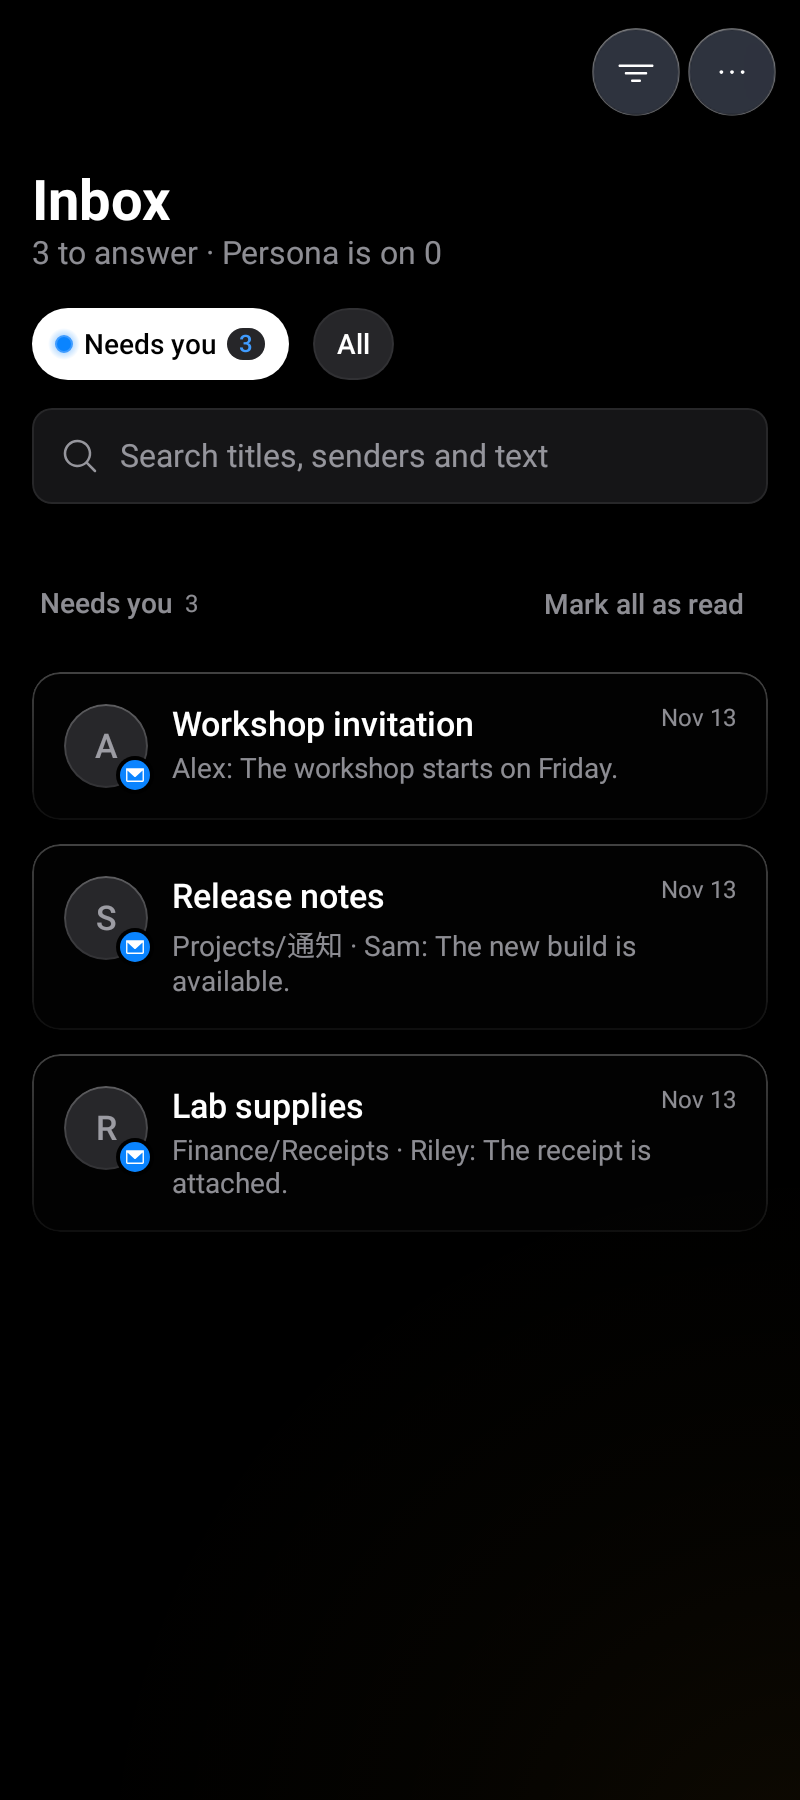 Inbox
3 to answer · Persona is on 0
Needs you 3
All
Search titles, senders and text
Needs you 3
Mark all as read
A
Workshop invitation
Nov 13
Alex: The workshop starts on Friday.
S
Release notes
Nov 13
Projects/通知 · Sam: The new build is
available.
R
Lab supplies
Nov 13
Finance/Receipts · Riley: The receipt is
attached.